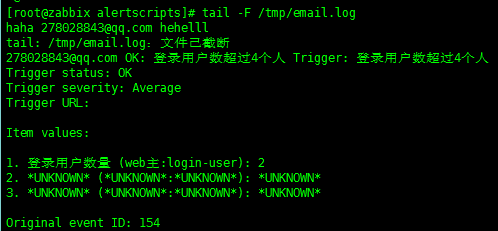 [root@zabbix alertscripts]# tail -F /tmp/email.log
haha 278028843@qq.com hehelll
tail: /tmp/email.log：文件已截断
278028843@qq.com OK: 登录用户数超过4个人 Trigger: 登录用户数超过4个人
Trigger status: OK
Trigger severity: Average
Trigger URL:
Item values:
1. 登录用户数量 (web主:login-user): 2
2. *UNKNOWN* (*UNKNOWN*:*UNKNOWN*): *UNKNOWN*
3. *UNKNOWN* (*UNKNOWN*:*UNKNOWN*): *UNKNOWN*
Original event ID: 154